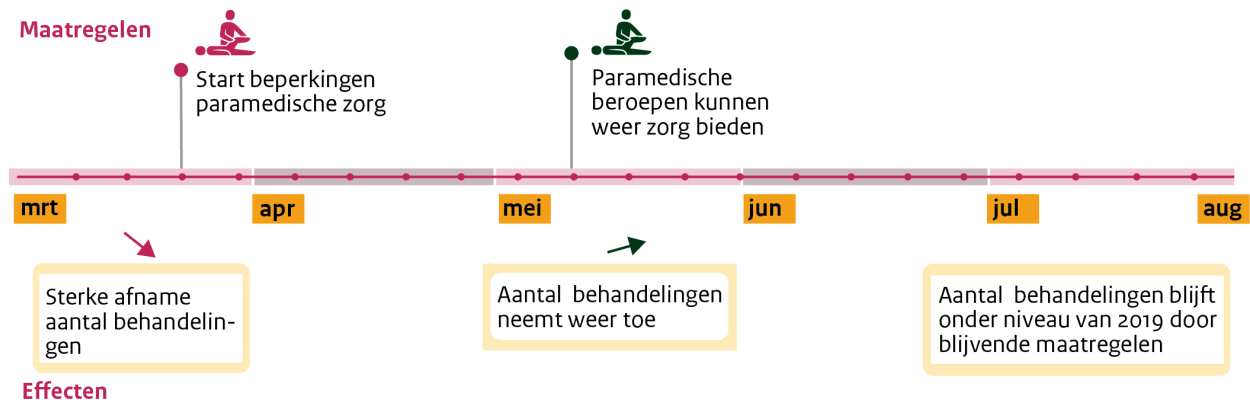 Maatregelen
Start beperkingen
paramedische zorg
Paramedische
beroepen kunnen
weer zorg bieden
mrt
apr
mei
jun
jul
aug
Sterke afname
aantal behandelin-
gen
Aantal behandelingen
neemt weer toe
Aantal behandelingen blijft
onder niveau van 2019 door
blijvende maatregelen
Effecten